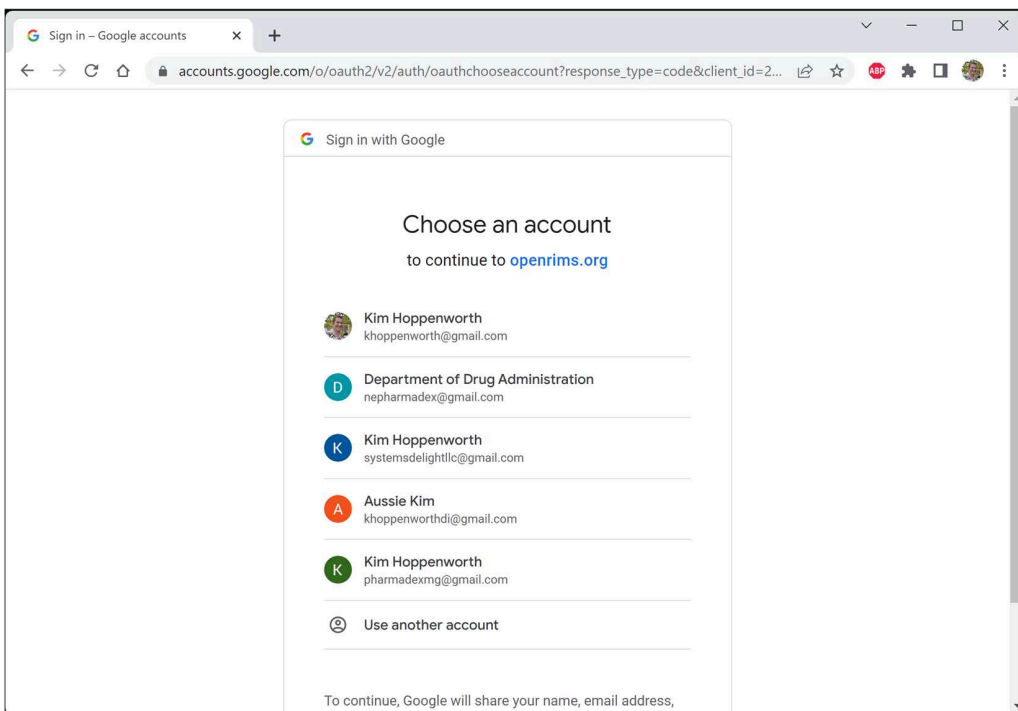 Sign in – Google accounts
accounts.google.com/o/oauth2/v2/auth/oauthchooseaccount?response_type=code&client_id=2...
ABP
Sign in with Google
Choose an account
to continue to openrims.org
Kim Hoppenworth
khoppenworth@gmail.com
D
Department of Drug Administration
nepharmadex@gmail.com
K
Kim Hoppenworth
systemsdelightllc@gmail.com
A
Aussie Kim
khoppenworthdi@gmail.com
K
Kim Hoppenworth
pharmadexmg@gmail.com
Use another account
To continue, Google will share your name, email address,